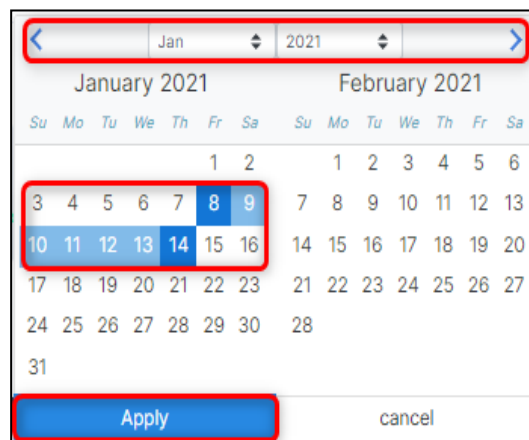 Jan 2021
January 2021 February 2021
Su Mo Tu We Th Fr Sa Su Mo Tu We Th Fr Sa
1 2 1 2 3 4 5 6
3 4 5 6 7 8 9 7 8 9 10 11 12 13
10 11 12 13 14 15 16 14 15 16 17 18 19 20
17 18 19 20 21 22 23 21 22 23 24 25 26 27
24 25 26 27 28 29 30 28
31
Apply cancel